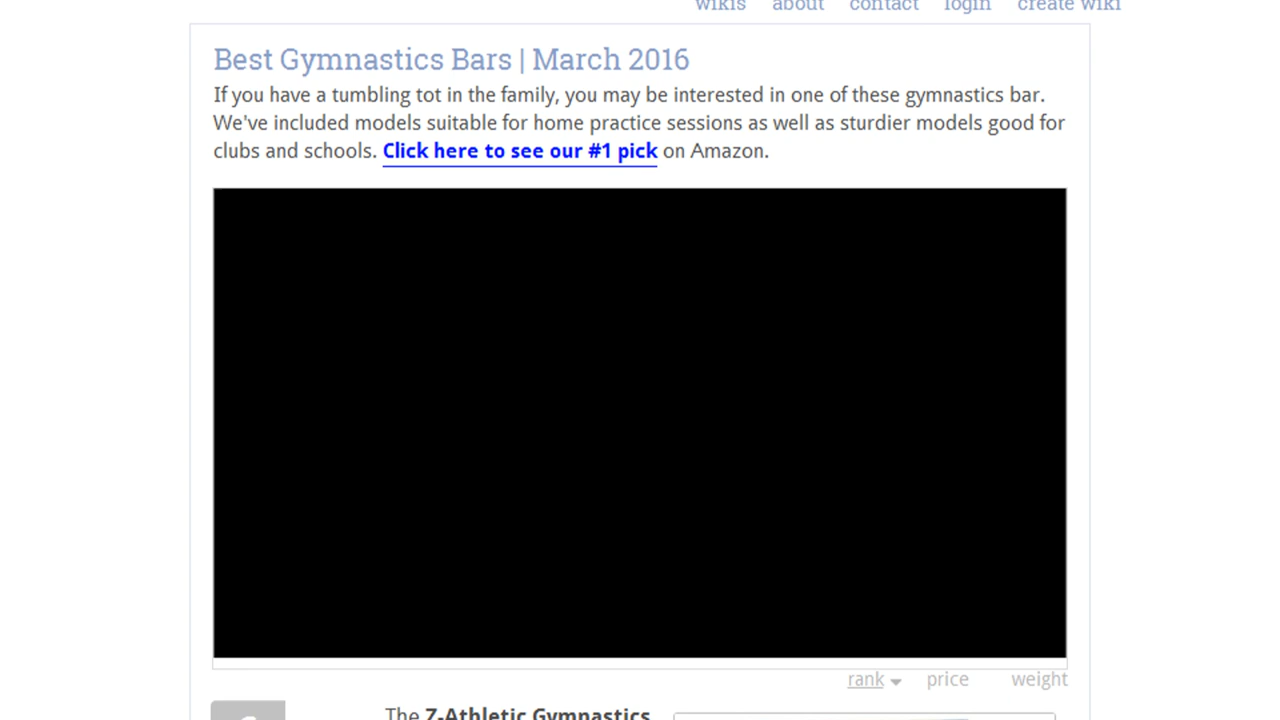 wikis about contact login create wiki
Best Gymnastics Bars | March 2016
If you have a tumbling tot in the family, you may be interested in one of these gymnastics bar.
We've included models suitable for home practice sessions as well as sturdier models good for
clubs and schools. Click here to see our #1 pick on Amazon.
rank price weight
The Z-Athletic Gymnastics